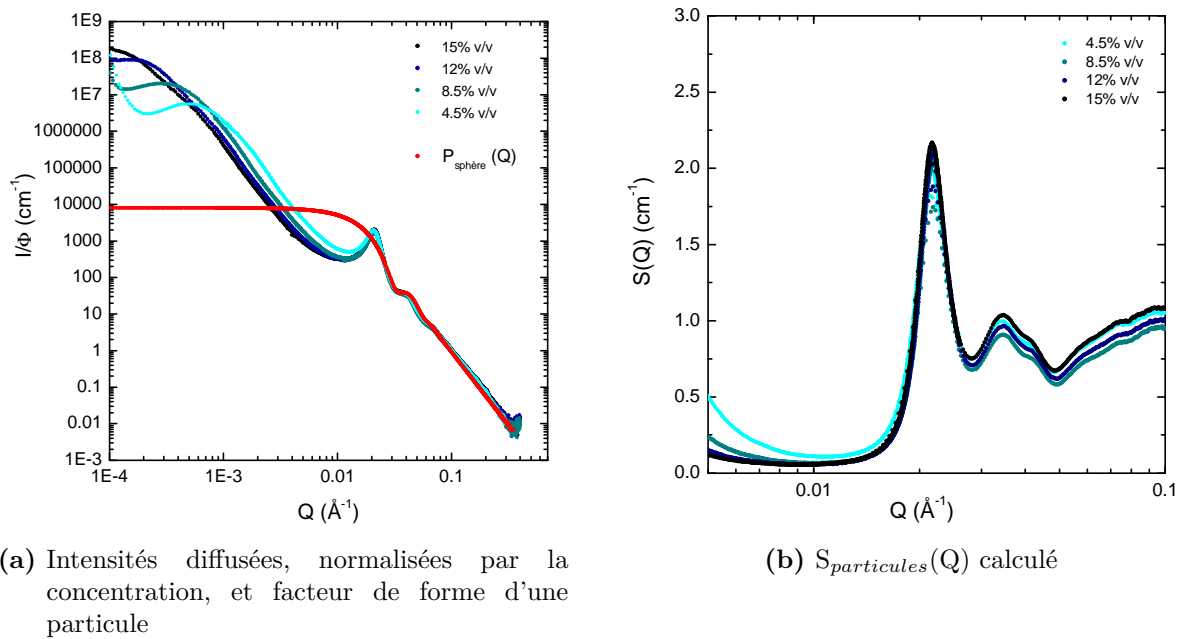 1E9
1E8
1E7
1000000
100000
10000
1000
100
10
1
0.1
0.01
1E-3
I/Φ (cm⁻¹)
15% v/v
12% v/v
8.5% v/v
4.5% v/v
P_sphère (Q)
1E-4
1E-3
0.01
0.1
Q (Å⁻¹)
(a) Intensités diffusées, normalisées par la
concentration, et facteur de forme d'une
particule
3.0
2.5
2.0
1.5
1.0
0.5
0.0
S(Q) (cm⁻¹)
4.5% v/v
8.5% v/v
12% v/v
15% v/v
0.01
0.1
Q (Å⁻¹)
(b) S_particules(Q) calculé